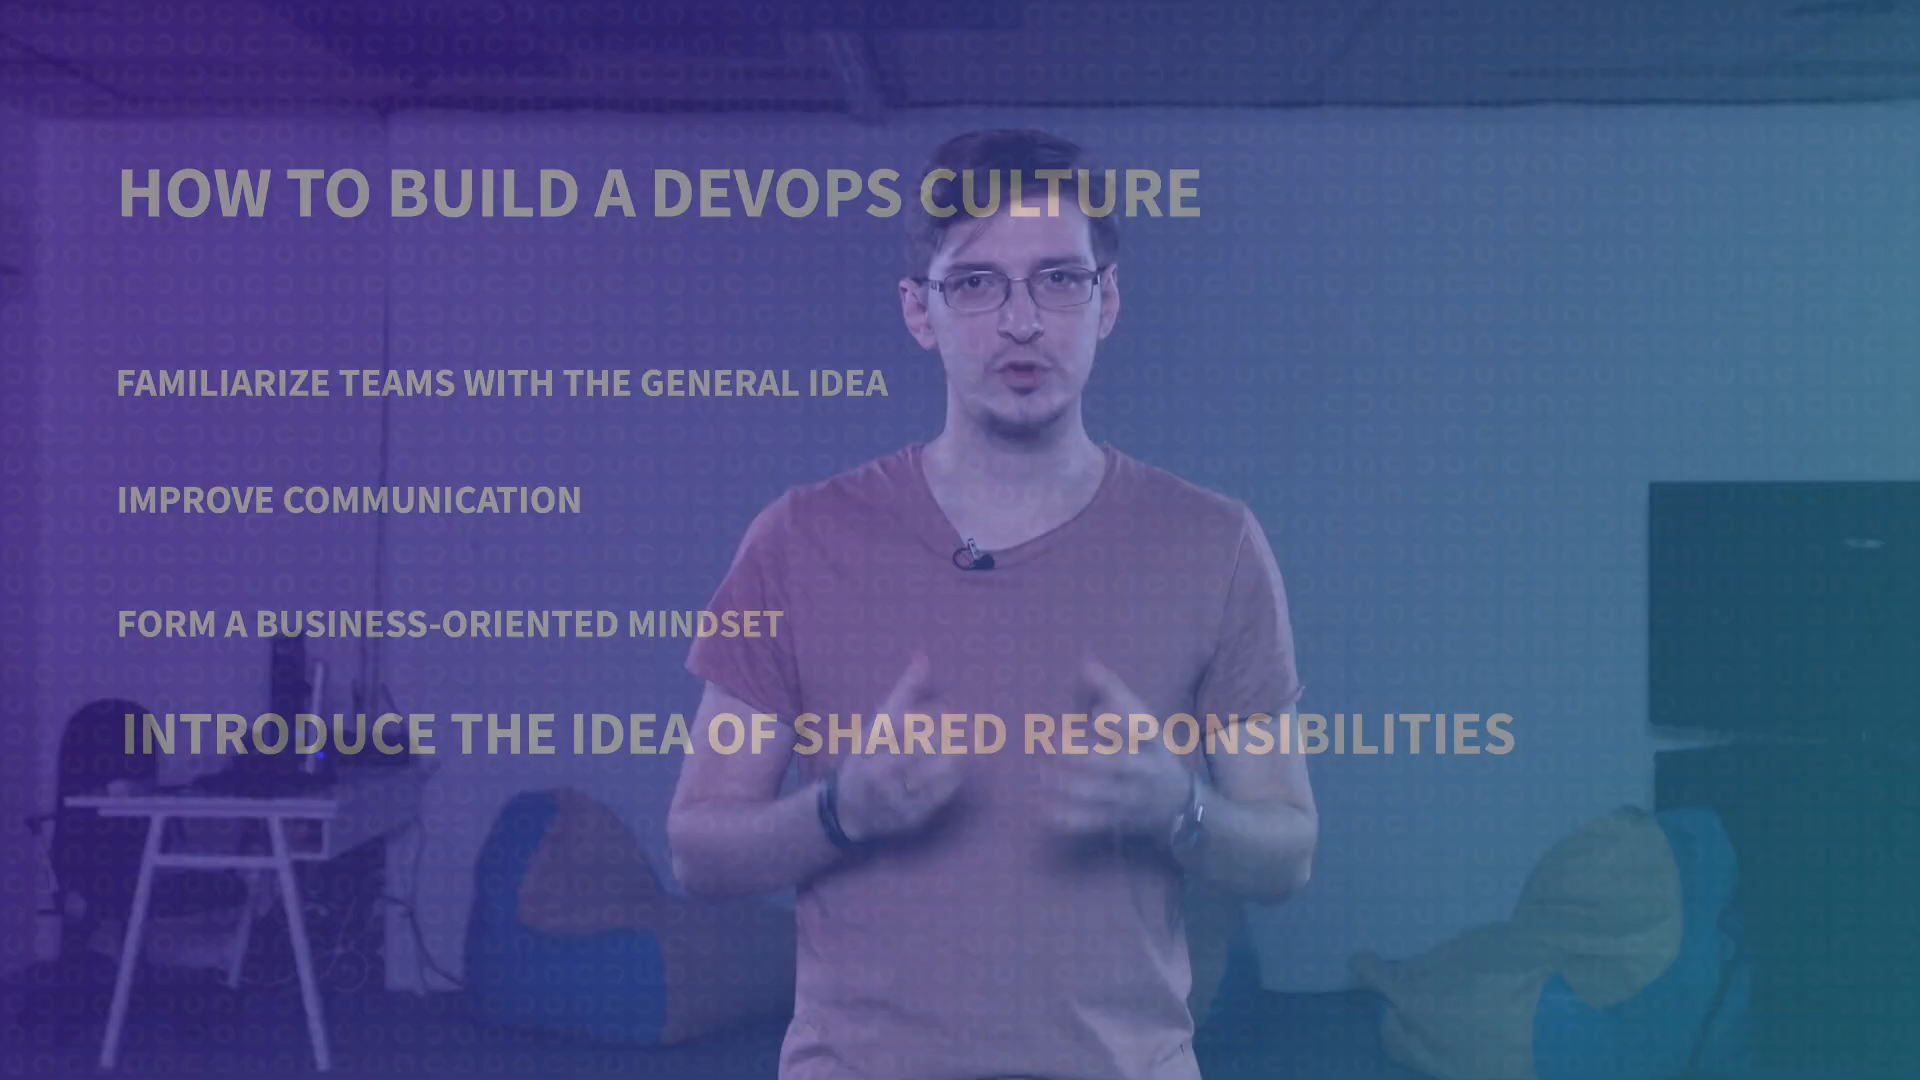 HOW TO BUILD A DEVOPS CULTURE
FAMILIARIZE TEAMS WITH THE GENERAL IDEA
IMPROVE COMMUNICATION
FORM A BUSINESS-ORIENTED MINDSET
INTRODUCE THE IDEA OF SHARED RESPONSIBILITIES